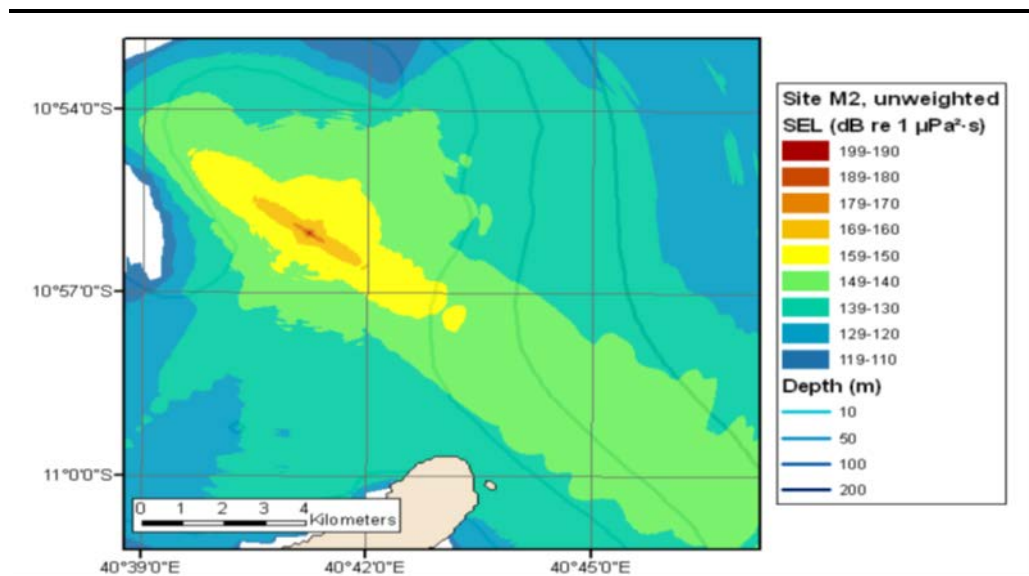 Site M2, unweighted
SEL (dB re 1 µPa²·s)
199-190
189-180
179-170
169-160
159-150
149-140
139-130
129-120
119-110
Depth (m)
10
50
100
200
10°54'0"S
10°57'0"S
11°0'0"S
0 1 2 3 4
Kilometers
40°39'0"E 40°42'0"E 40°45'0"E